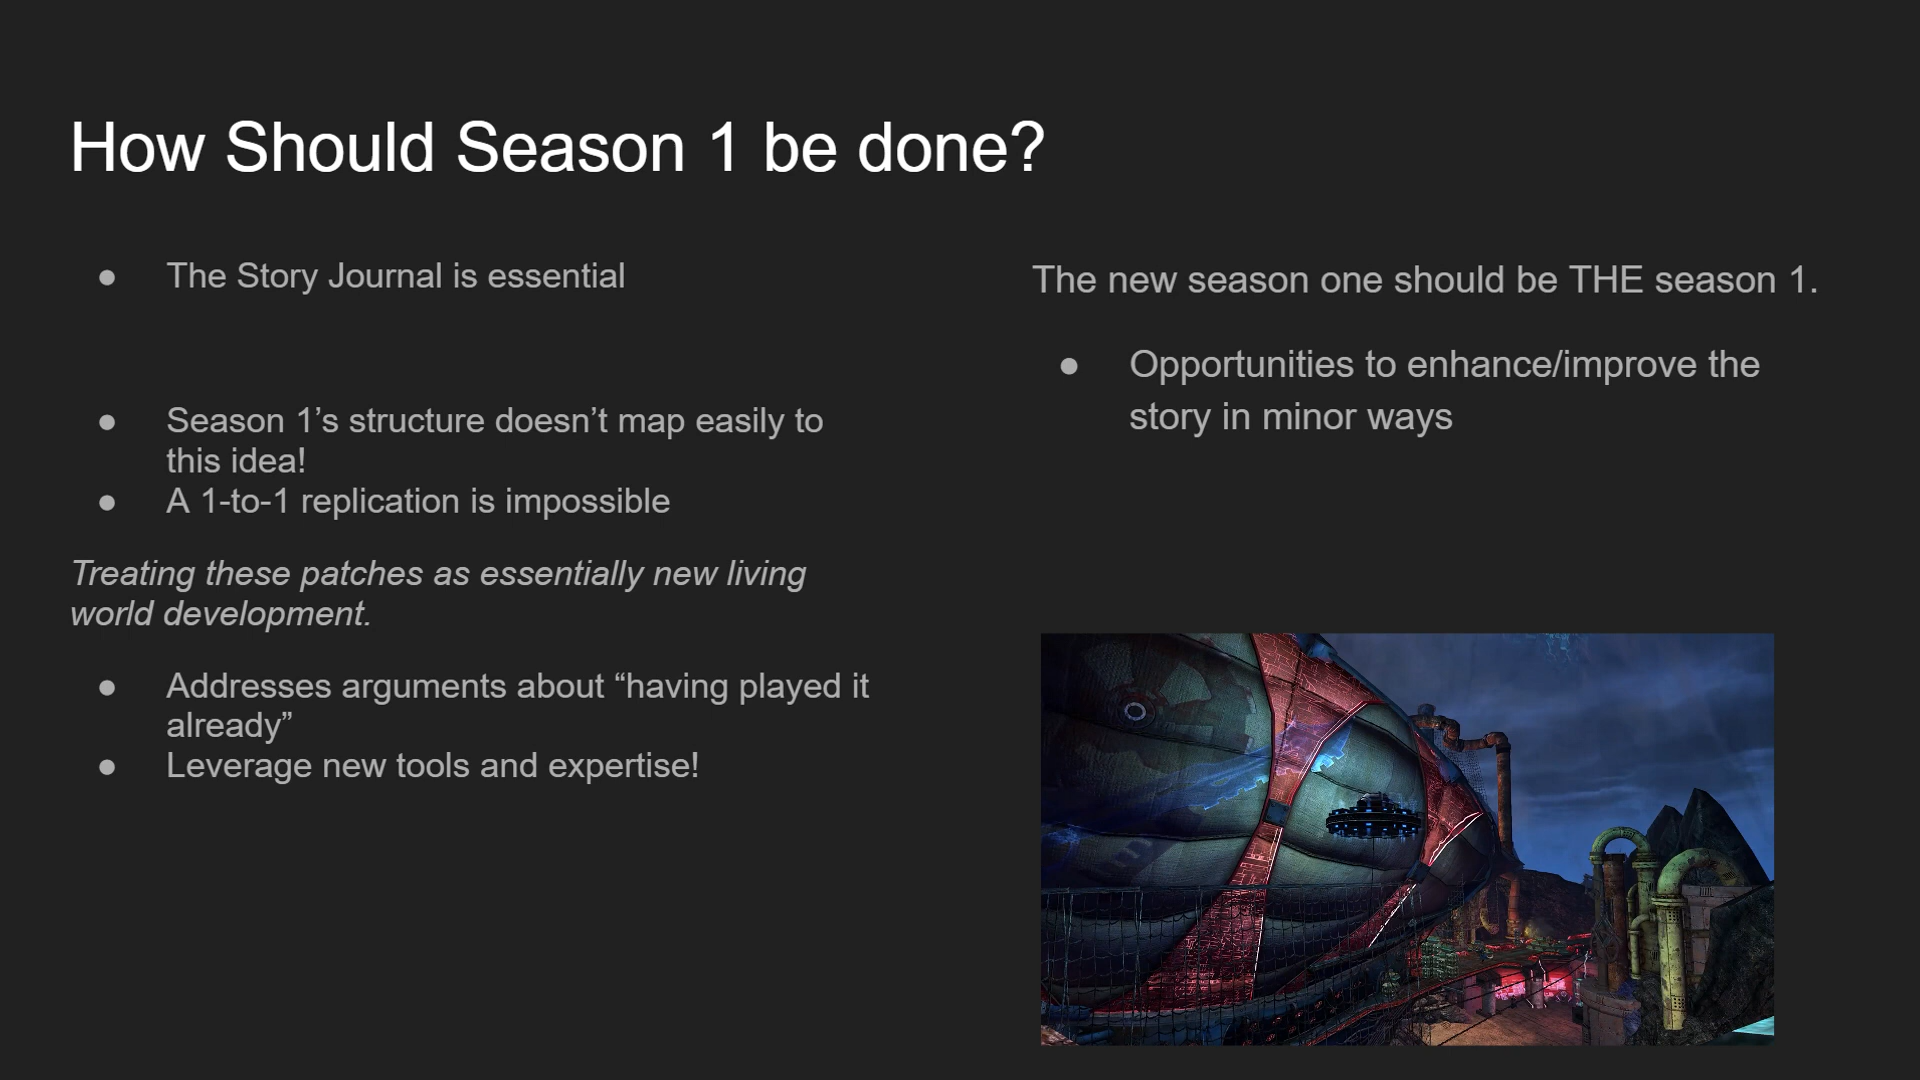 How Should Season 1 be done?
● The Story Journal is essential
● Season 1’s structure doesn’t map easily to
this idea!
● A 1-to-1 replication is impossible
Treating these patches as essentially new living
world development.
● Addresses arguments about “having played it
already”
● Leverage new tools and expertise!
The new season one should be THE season 1.
● Opportunities to enhance/improve the
story in minor ways